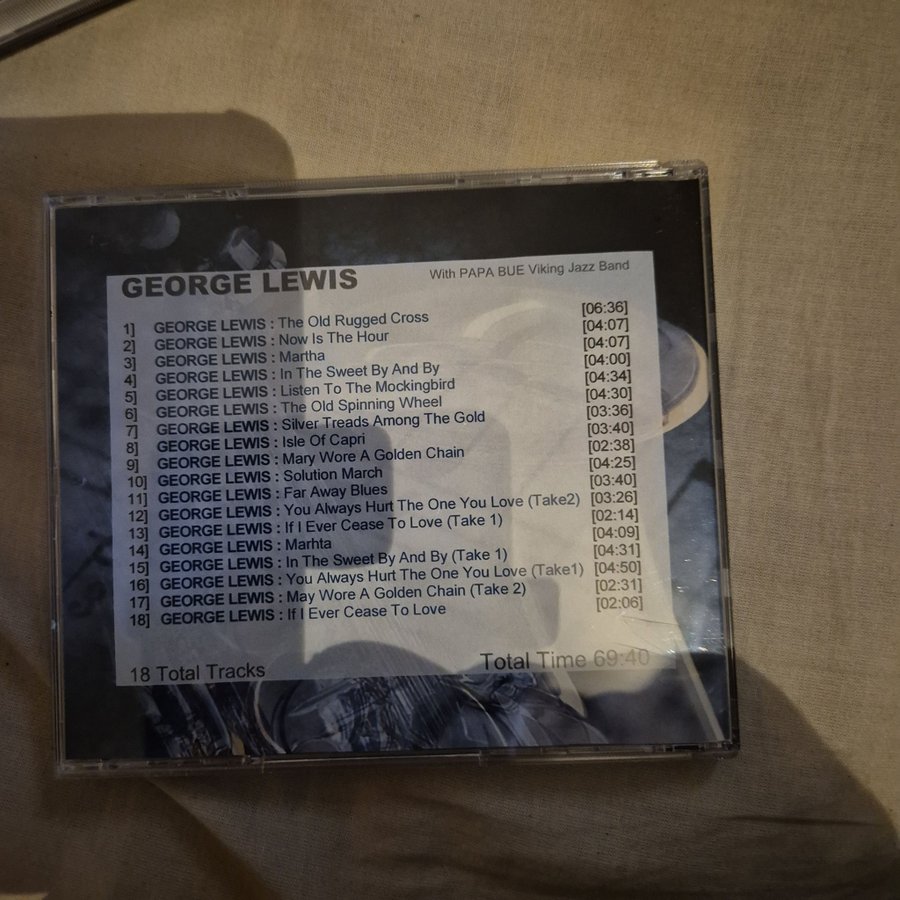 GEORGE LEWIS With PAPA BUE Viking Jazz Band
1] GEORGE LEWIS : The Old Rugged Cross [06:36]
2] GEORGE LEWIS : Now Is The Hour [04:07]
3] GEORGE LEWIS : Martha [04:07]
4] GEORGE LEWIS : In The Sweet By And By [04:00]
5] GEORGE LEWIS : Listen To The Mockingbird [04:34]
6] GEORGE LEWIS : The Old Spinning Wheel [04:30]
7] GEORGE LEWIS : Silver Treads Among The Gold [03:36]
8] GEORGE LEWIS : Isle Of Capri [03:40]
9] GEORGE LEWIS : Mary Wore A Golden Chain [02:38]
10] GEORGE LEWIS : Solution March [04:25]
11] GEORGE LEWIS : Far Away Blues [03:40]
12] GEORGE LEWIS : You Always Hurt The One You Love (Take2) [03:26]
13] GEORGE LEWIS : If I Ever Cease To Love (Take 1) [02:14]
14] GEORGE LEWIS : Marhta [04:09]
15] GEORGE LEWIS : In The Sweet By And By (Take 1) [04:31]
16] GEORGE LEWIS : You Always Hurt The One You Love (Take1) [04:50]
17] GEORGE LEWIS : May Wore A Golden Chain (Take 2) [02:31]
18] GEORGE LEWIS : If I Ever Cease To Love [02:06]
18 Total Tracks Total Time 69:40